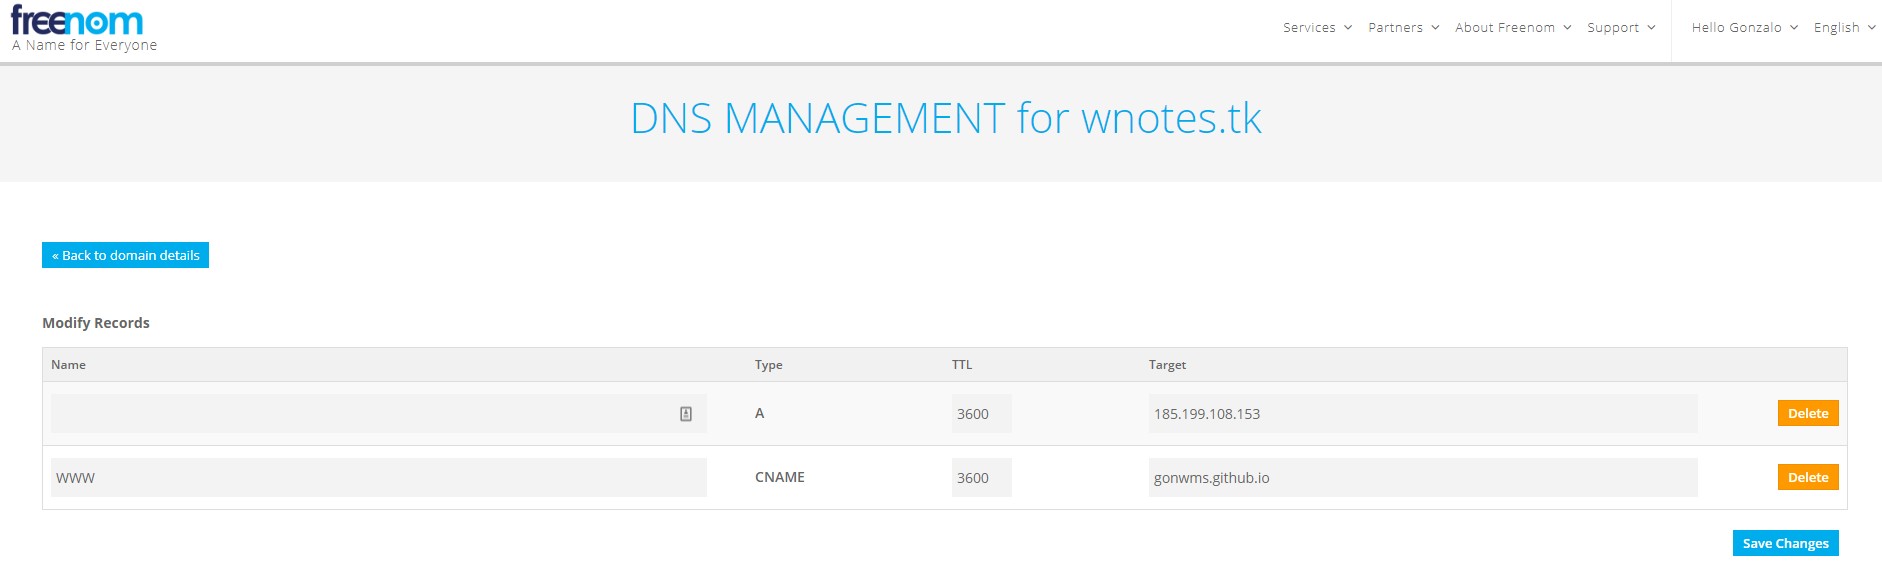 freenom
A Name for Everyone
Services Partners About Freenom Support Hello Gonzalo English
DNS MANAGEMENT for wnotes.tk
« Back to domain details
Modify Records
Name Type TTL Target
A 3600 185.199.108.153 Delete
WWW CNAME 3600 gonwms.github.io Delete
Save Changes